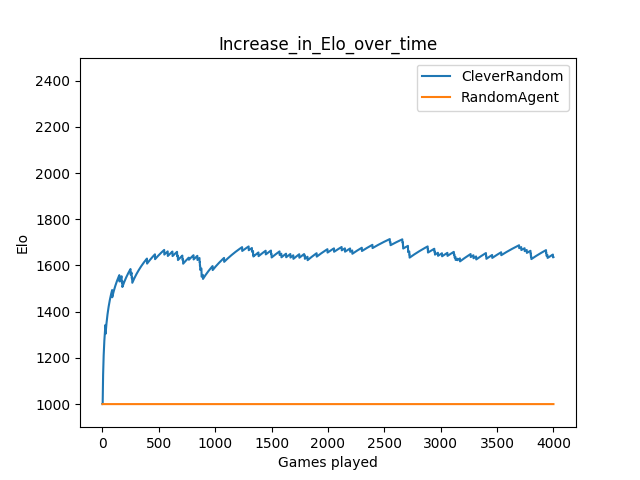 Increase_in_Elo_over_time
CleverRandom
RandomAgent
2400
2200
2000
1800
1600
1400
1200
1000
Elo
0 500 1000 1500 2000 2500 3000 3500 4000
Games played